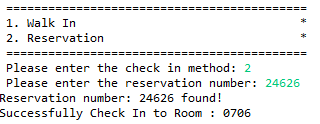 ==========================================
1. Walk In *
2. Reservation *
==========================================
Please enter the check in method: 2
Please enter the reservation number: 24626
Reservation number: 24626 found!
Successfully Check In to Room : 0706